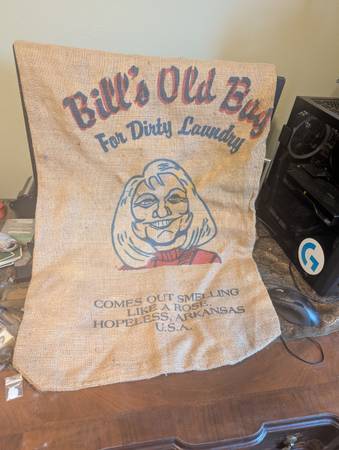 Bill's Old Bag
For Dirty Laundry
COMES OUT SMELLING
LIKE A ROSE.
HOPELESS, ARKANSAS
U.S.A.